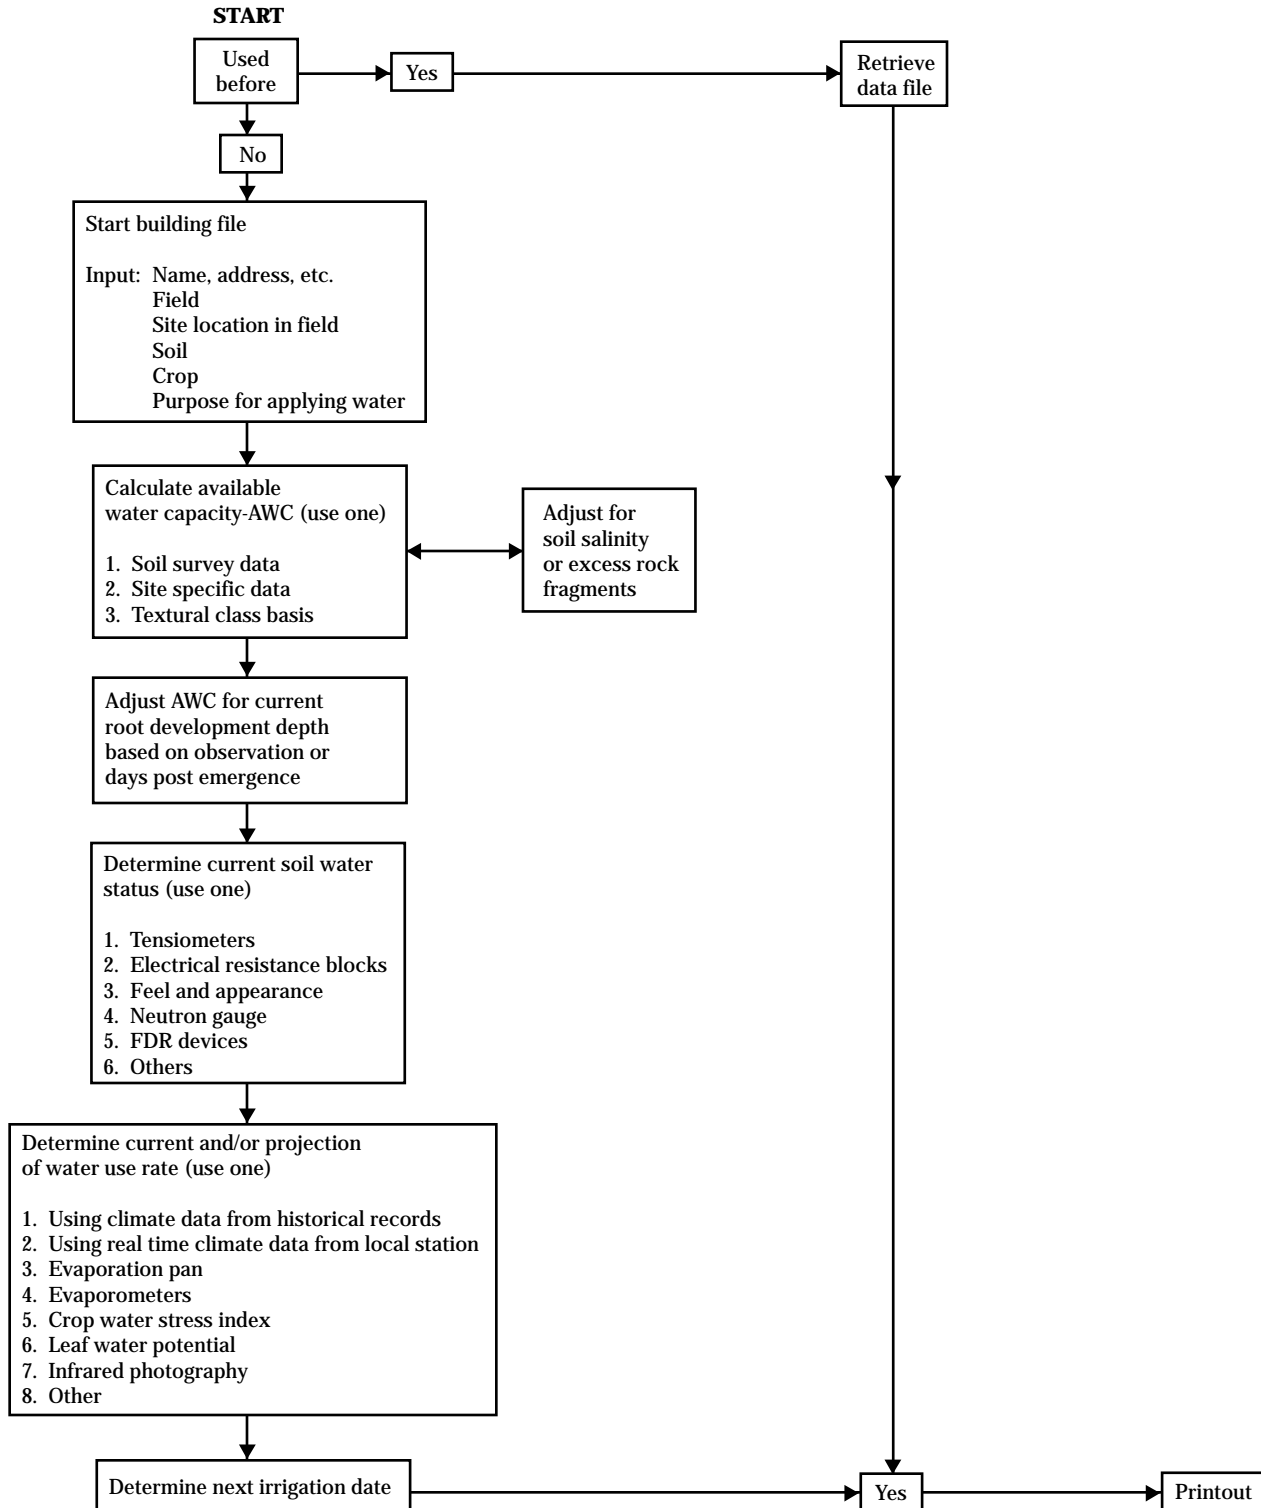 START
Used
before
Yes
Retrieve
data file
No
Start building file
Input: Name, address, etc.
Field
Site location in field
Soil
Crop
Purpose for applying water
Calculate available
water capacity-AWC (use one)
1. Soil survey data
2. Site specific data
3. Textural class basis
Adjust for
soil salinity
or excess rock
fragments
Adjust AWC for current
root development depth
based on observation or
days post emergence
Determine current soil water
status (use one)
1. Tensiometers
2. Electrical resistance blocks
3. Feel and appearance
4. Neutron gauge
5. FDR devices
6. Others
Determine current and/or projection
of water use rate (use one)
1. Using climate data from historical records
2. Using real time climate data from local station
3. Evaporation pan
4. Evaporometers
5. Crop water stress index
6. Leaf water potential
7. Infrared photography
8. Other
Determine next irrigation date
Yes
Printout